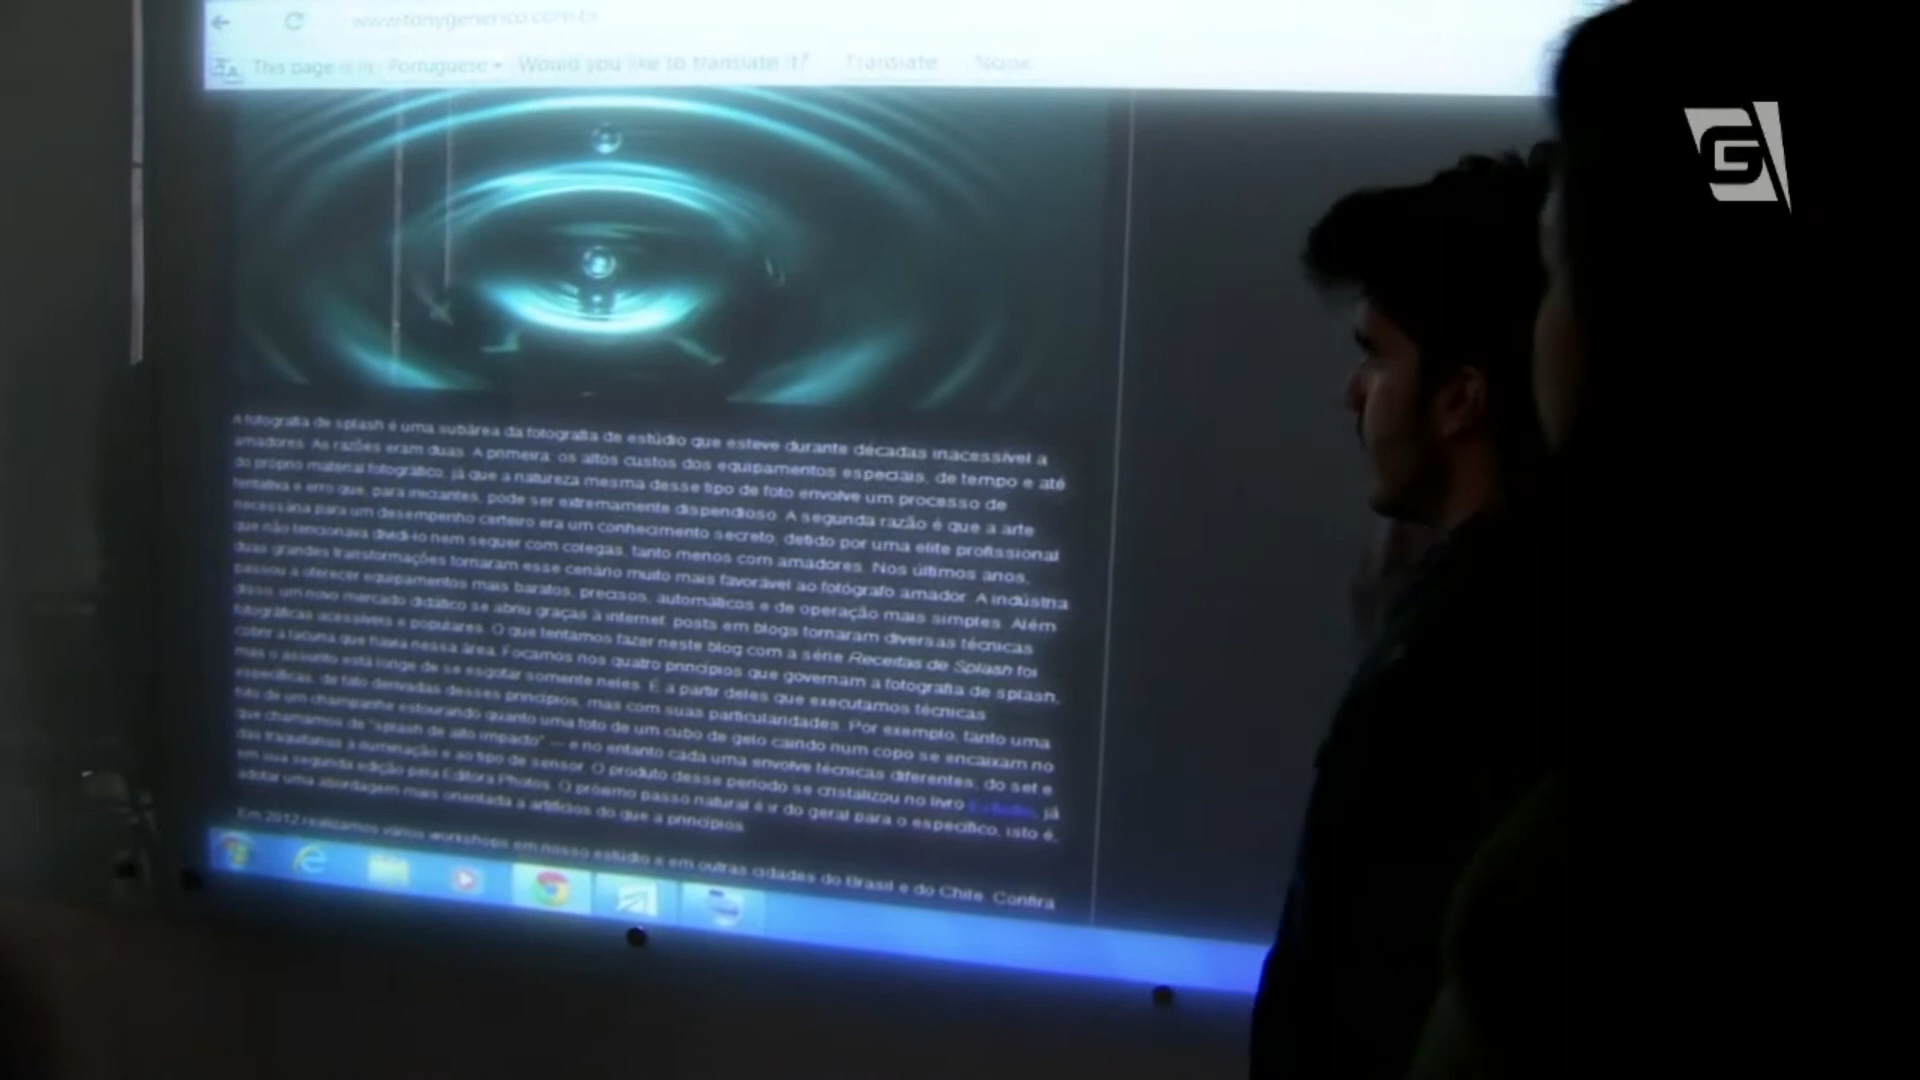 www.tonygenerico.com.br
This page is in Portuguese Would you like to translate it? Translate Nope
G
A fotografia de splash é uma subárea da fotografia de estúdio que esteve durante décadas inacessível a
amadores. As razões eram duas. A primeira: os altos custos dos equipamentos especiais, de tempo e até
do próprio material fotográfico, já que a natureza mesma desse tipo de foto envolve um processo de
tentativa e erro que, para iniciantes, pode ser extremamente dispendioso. A segunda razão é que a arte
necessária para um desempenho certeiro era um conhecimento secreto, detido por uma elite profissional
que não tencionava dividi-lo nem sequer com colegas, tanto menos com amadores. Nos últimos anos,
duas grandes transformações tornaram esse cenário muito mais favorável ao fotógrafo amador. A indústria
passou a oferecer equipamentos mais baratos, precisos, automáticos e de operação mais simples. Além
disso, um novo mercado didático se abriu graças à internet: posts em blogs tornaram diversas técnicas
fotográficas acessíveis e populares. O que tentamos fazer neste blog com a série Receitas de Splash foi
cobrir a lacuna que havia nessa área. Focamos nos quatro princípios que governam a fotografia de splash,
mas o assunto está longe de se esgotar somente neles. É a partir deles que executamos técnicas
específicas, de fato derivadas desses princípios, mas com suas particularidades. Por exemplo, tanto uma
foto de um champanhe estourando quanto uma foto de um cubo de gelo caindo num copo se encaixam no
que chamamos de "splash de alto impacto" — e no entanto cada uma envolve técnicas diferentes, do set e
das traquitanas à iluminação e ao tipo de sensor. O produto desse período se cristalizou no livro já
em sua segunda edição pela Editora Photos. O próximo passo natural é ir do geral para o específico, isto é,
adotar uma abordagem mais orientada a artifícios do que a princípios.
Em 2012 realizamos vários workshops em nosso estúdio e em outras cidades do Brasil e do Chile. Confira